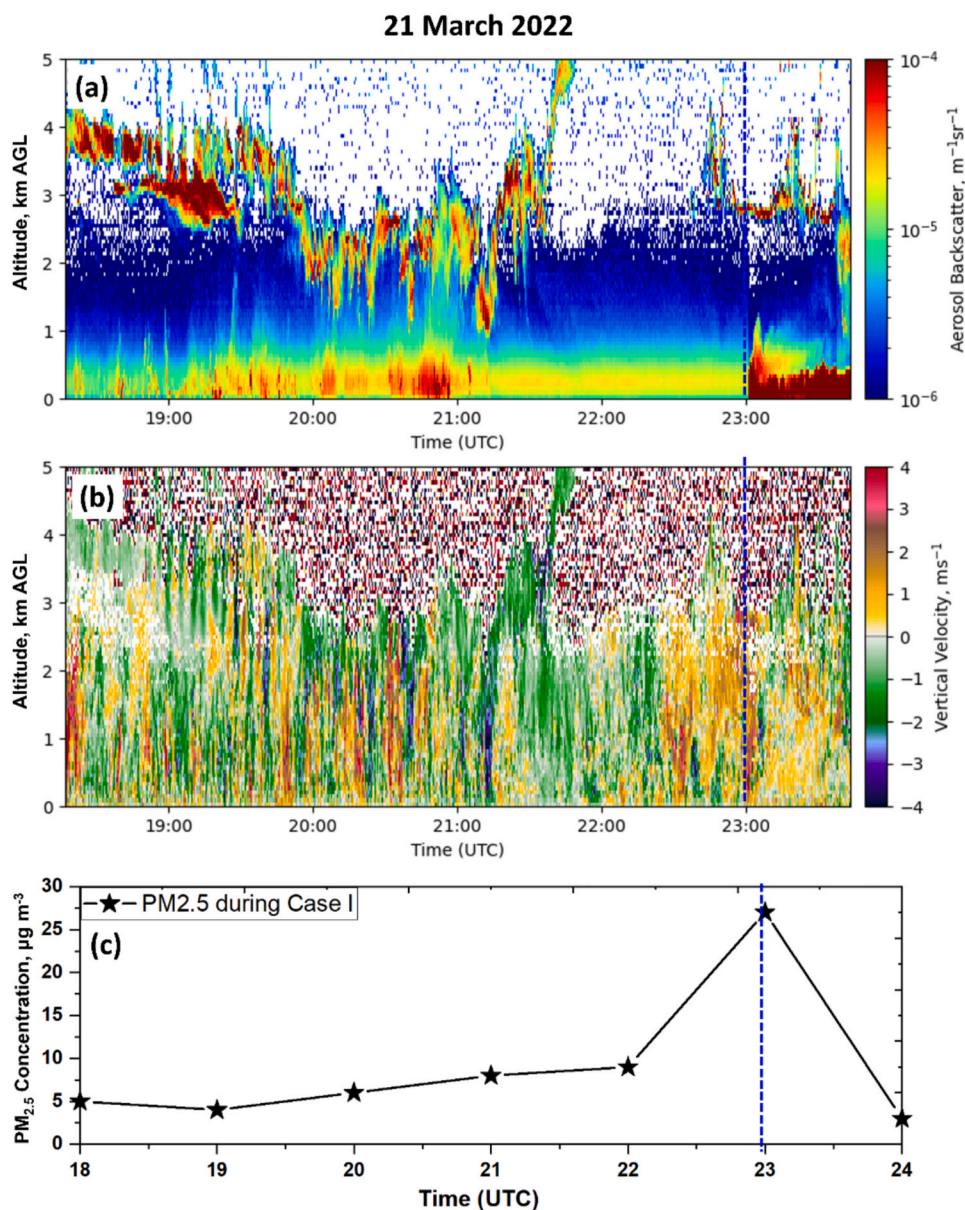 21 March 2022
(a)
Altitude, km AGL
5
4
3
2
1
0
19:00 20:00 21:00 22:00 23:00
Time (UTC)
10⁻⁴
10⁻⁵
10⁻⁶
Aerosol Backscatter, m⁻¹sr⁻¹
(b)
Altitude, km AGL
5
4
3
2
1
0
19:00 20:00 21:00 22:00 23:00
Time (UTC)
4
3
2
1
0
−1
−2
−3
−4
Vertical Velocity, ms⁻¹
PM2.5 during Case I
(c)
PM₂.₅ Concentration, µg m⁻³
30
25
20
15
10
5
0
18 19 20 21 22 23 24
Time (UTC)